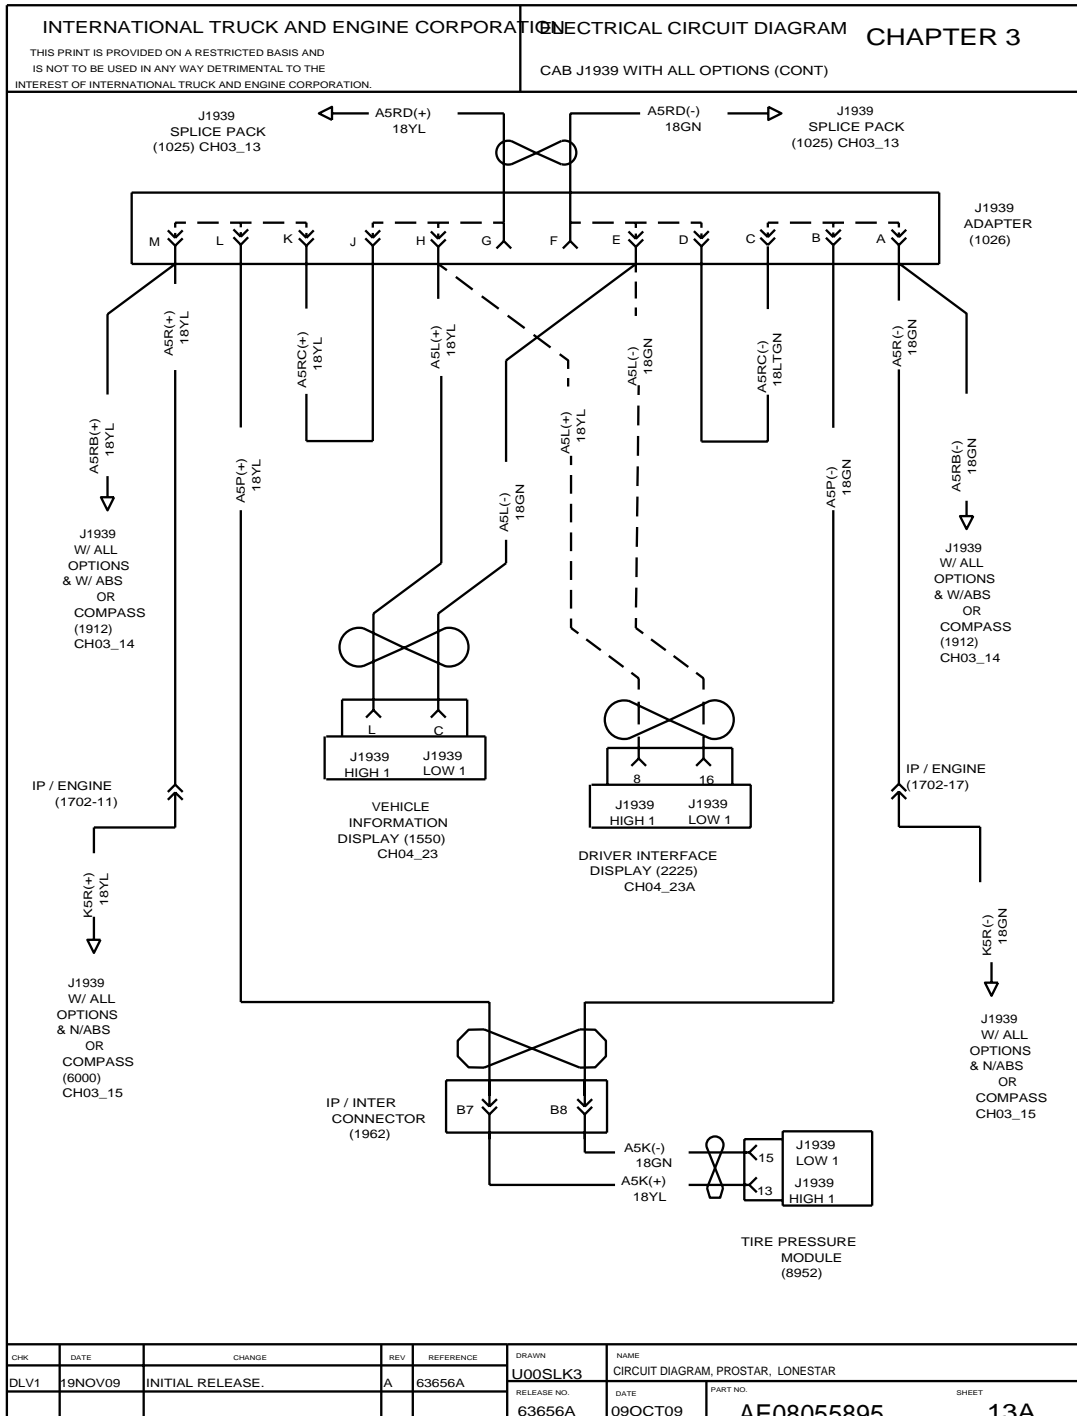 INTERNATIONAL TRUCK AND ENGINE CORPORATION
THIS PRINT IS PROVIDED ON A RESTRICTED BASIS AND
IS NOT TO BE USED IN ANY WAY DETRIMENTAL TO THE
INTEREST OF INTERNATIONAL TRUCK AND ENGINE CORPORATION.
ELECTRICAL CIRCUIT DIAGRAM
CHAPTER 3
CAB J1939 WITH ALL OPTIONS (CONT)
J1939
SPLICE PACK
(1025) CH03_13
A5RD(+)
18YL
A5RD(-)
18GN
J1939
SPLICE PACK
(1025) CH03_13
J1939
ADAPTER
(1026)
M L K J H G F E D C B A
A5R(+)
18YL
A5RC(+)
18YL
A5L(+)
18YL
A5L(-)
18GN
A5RC(-)
18LTGN
A5R(-)
18GN
A5RB(+)
18YL
A5P(+)
18YL
A5L(-)
18GN
A5L(+)
18YL
A5P(-)
18GN
A5RB(-)
18GN
J1939
W/ ALL
OPTIONS
& W/ ABS
OR
COMPASS
(1912)
CH03_14
J1939
W/ ALL
OPTIONS
& W/ABS
OR
COMPASS
(1912)
CH03_14
L C
J1939
HIGH 1
J1939
LOW 1
VEHICLE
INFORMATION
DISPLAY (1550)
CH04_23
8 16
J1939
HIGH 1
J1939
LOW 1
DRIVER INTERFACE
DISPLAY (2225)
CH04_23A
IP / ENGINE
(1702-11)
IP / ENGINE
(1702-17)
K5R(+)
18YL
K5R(-)
18GN
J1939
W/ ALL
OPTIONS
& N/ABS
OR
COMPASS
(6000)
CH03_15
J1939
W/ ALL
OPTIONS
& N/ABS
OR
COMPASS
CH03_15
IP / INTER
CONNECTOR
(1962)
B7 B8
A5K(-)
18GN
A5K(+)
18YL
15
J1939
LOW 1
13
J1939
HIGH 1
TIRE PRESSURE
MODULE
(8952)
CHK DATE CHANGE REV REFERENCE
DLV1 19NOV09 INITIAL RELEASE. A 63656A
DRAWN
U00SLK3
NAME
CIRCUIT DIAGRAM, PROSTAR, LONESTAR
RELEASE NO.
63656A
DATE
09OCT09
PART NO.
AE08055895
SHEET
13A